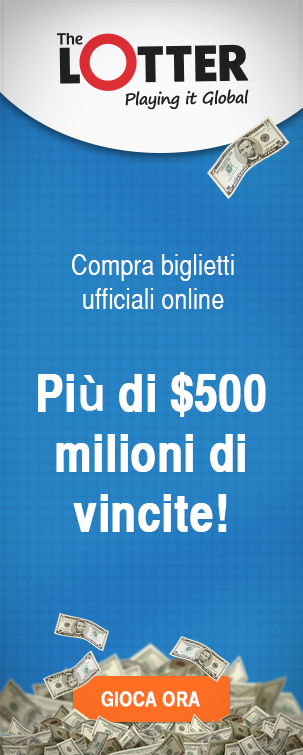 The
LOTTER
Playing it Global
Compra biglietti
ufficiali online
Più di $500
milioni di
vincite!
GIOCA ORA